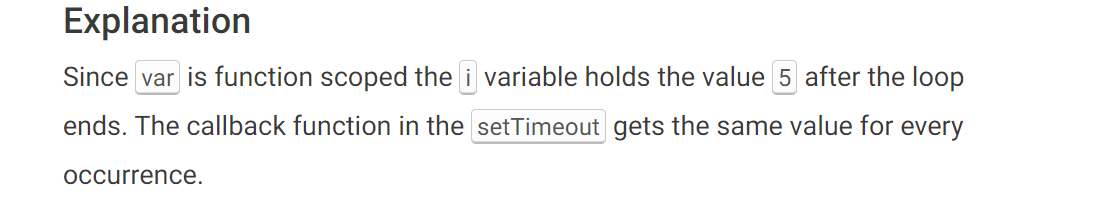 Explanation
Since var is function scoped the i variable holds the value 5 after the loop
ends. The callback function in the setTimeout gets the same value for every
occurrence.